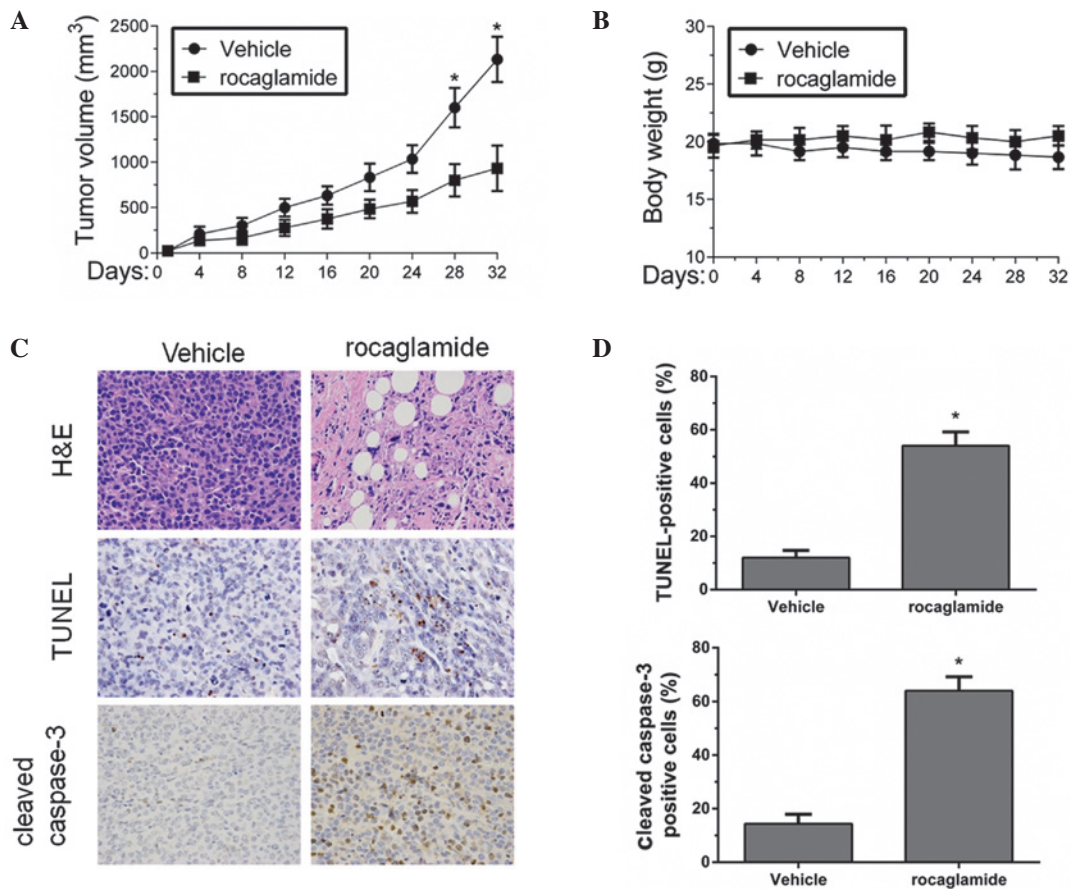 A
Tumor volume (mm³)
2500
2000
1500
1000
500
0
Vehicle
rocaglamide
*
*
Days: 0 4 8 12 16 20 24 28 32
B
Body weight (g)
30
25
20
15
10
Vehicle
rocaglamide
Days: 0 4 8 12 16 20 24 28 32
C
Vehicle rocaglamide
H&E
TUNEL
cleaved
caspase-3
D
TUNEL-positive cells (%)
80
60
40
20
0
*
Vehicle rocaglamide
Cleaved caspase-3
positive cells (%)
80
60
40
20
0
*
Vehicle rocaglamide